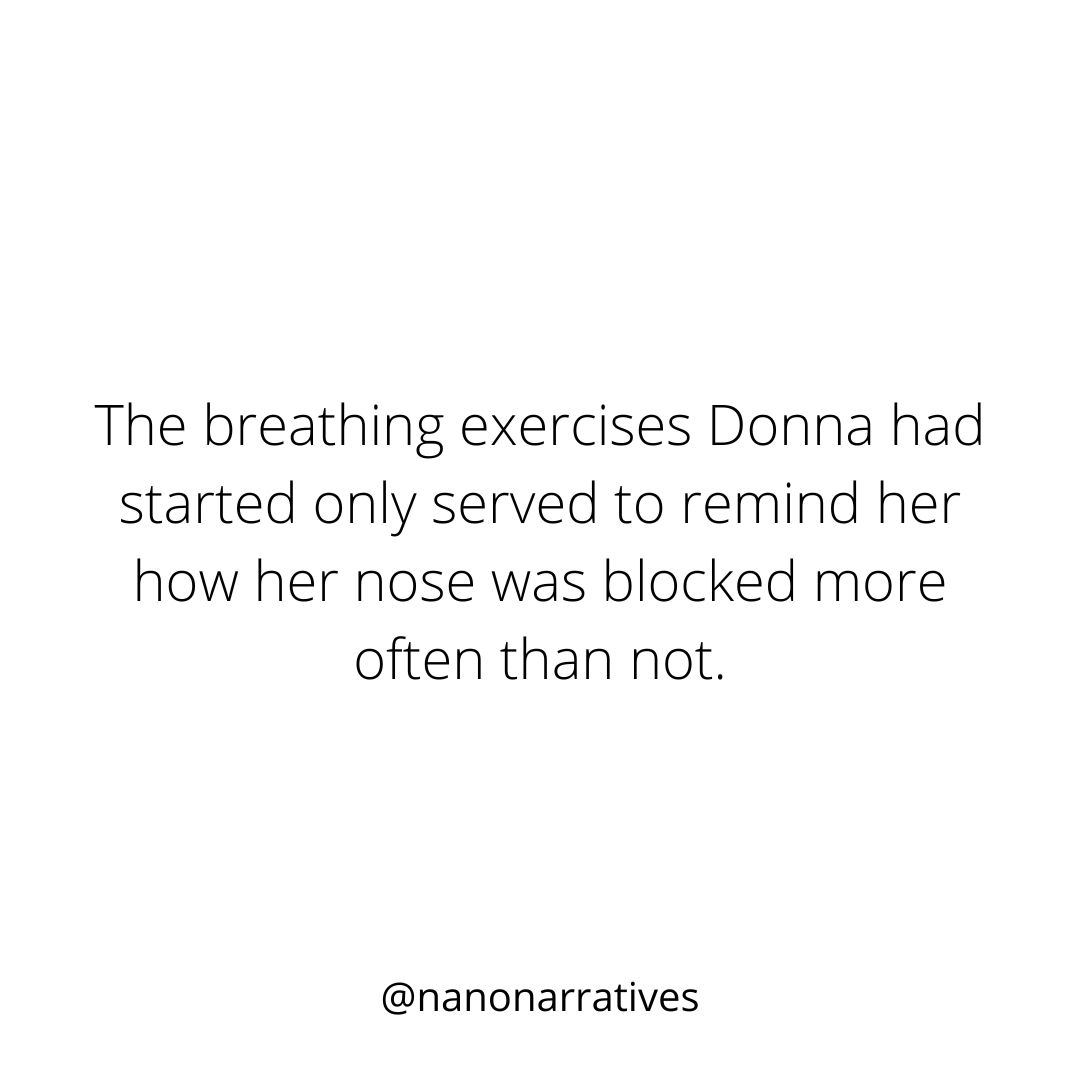 The breathing exercises Donna had
started only served to remind her
how her nose was blocked more
often than not.
@nanonarratives